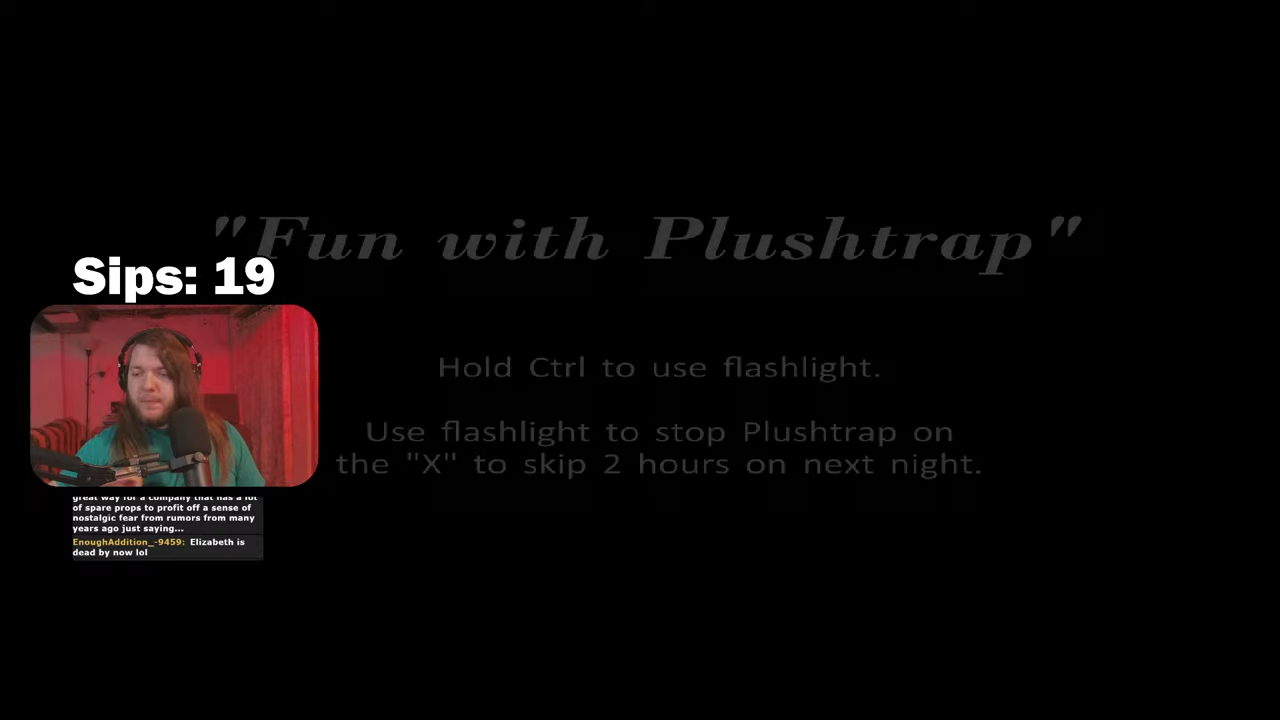 "Fun with Plushtrap"
Sips: 19
Hold Ctrl to use flashlight.
Use flashlight to stop Plushtrap on
the "X" to skip 2 hours on next night.
great way for a company that has a lot
of spare props to profit off a sense of
nostalgic fear from rumors from many
years ago just saying...
EnoughAddition_-9459: Elizabeth is
dead by now lol